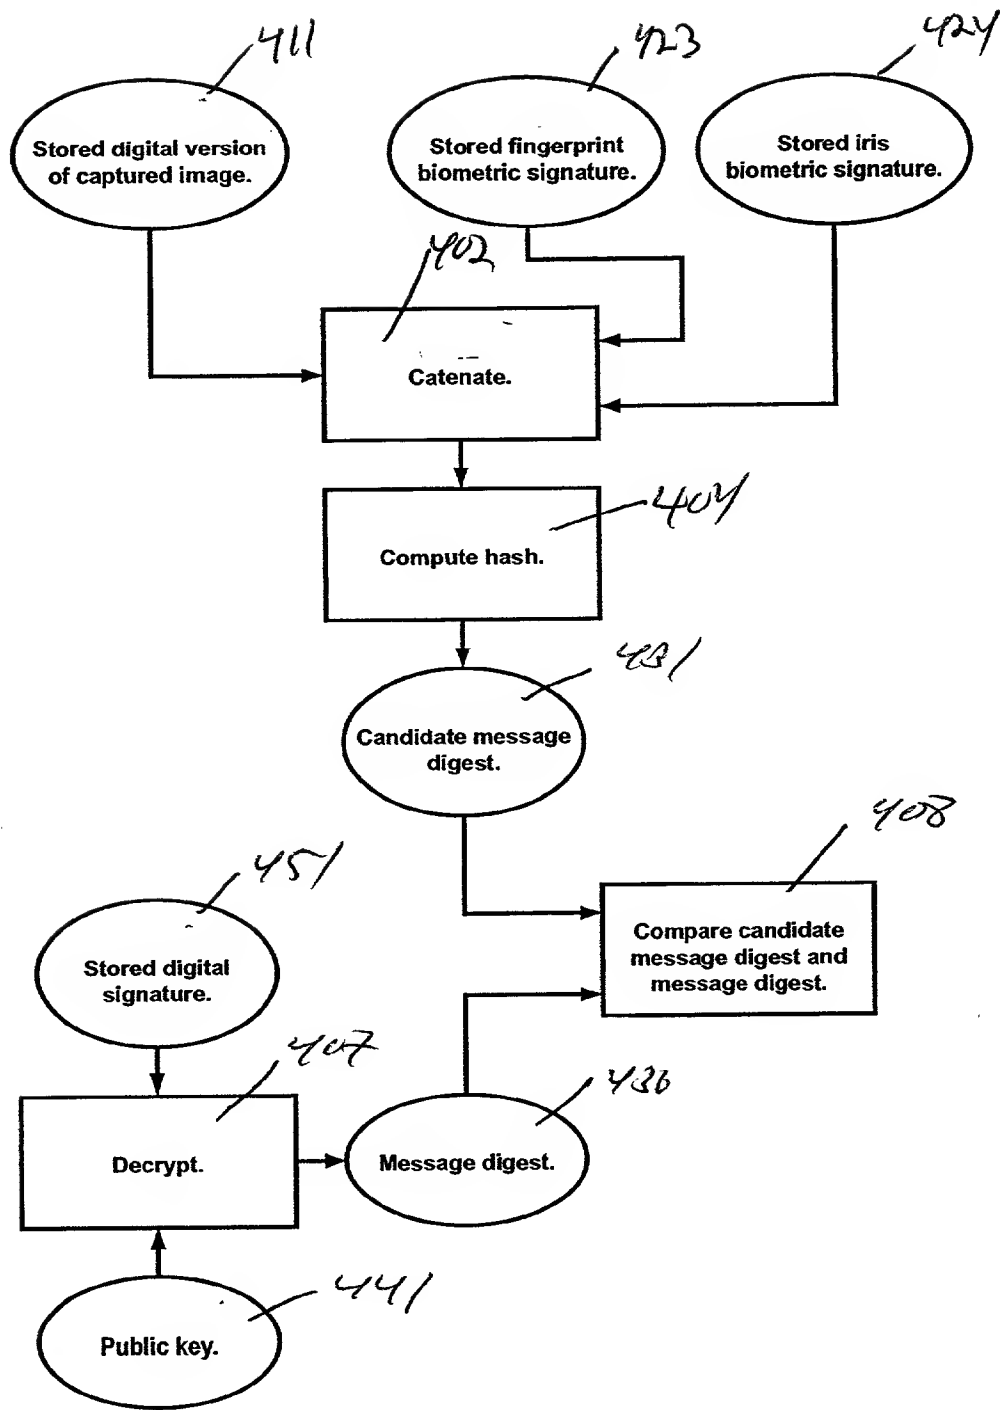 411
423
424
Stored digital version
of captured image.
Stored fingerprint
biometric signature.
Stored iris
biometric signature.
402
Catenate.
404
Compute hash.
431
Candidate message
digest.
408
451
Compare candidate
message digest and
message digest.
Stored digital
signature.
407
436
Decrypt.
Message digest.
441
Public key.